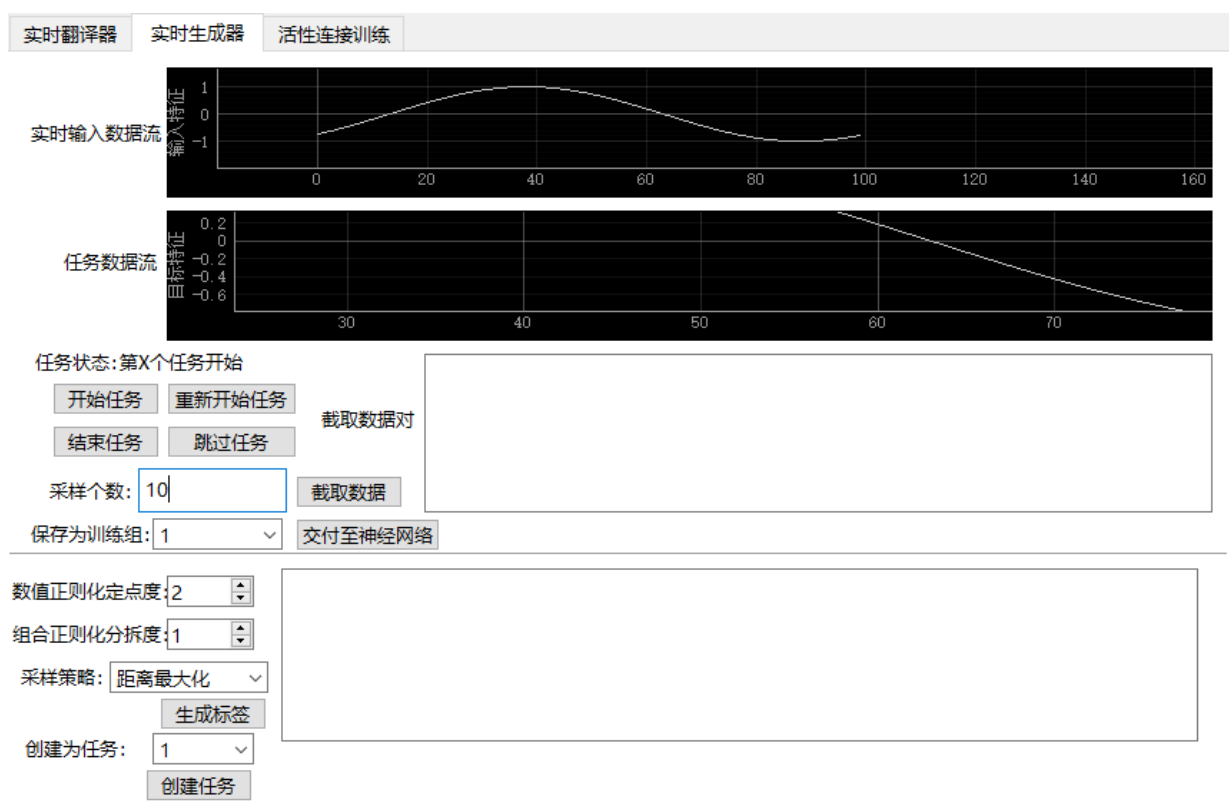 实时翻译器 实时生成器 活性连接训练
实时输入数据流
输入特征
1
0
-1
0 20 40 60 80 100 120 140 160
任务数据流
目标特征
0.2
0
-0.2
-0.4
-0.6
30 40 50 60 70
任务状态:第X个任务开始
开始任务 重新开始任务
截取数据对
结束任务 跳过任务
采样个数: 10 截取数据
保存为训练组: 1 交付至神经网络
数值正则化定点度: 2
组合正则化分拆度: 1
采样策略: 距离最大化
生成标签
创建为任务: 1
创建任务